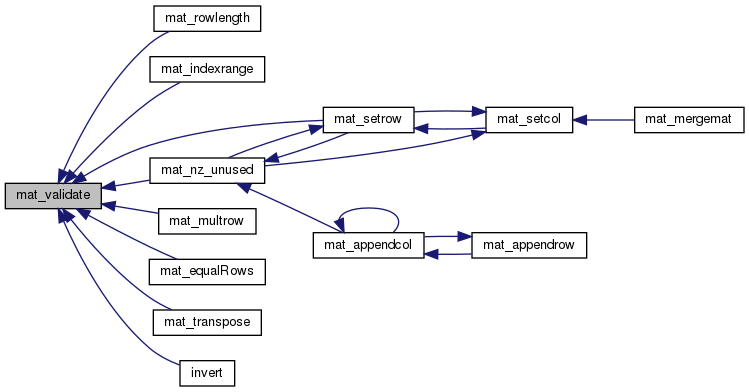 mat_rowlength
mat_indexrange
mat_setrow
mat_setcol
mat_mergemat
mat_nz_unused
mat_validate
mat_multrow
mat_appendcol
mat_appendrow
mat_equalRows
mat_transpose
invert